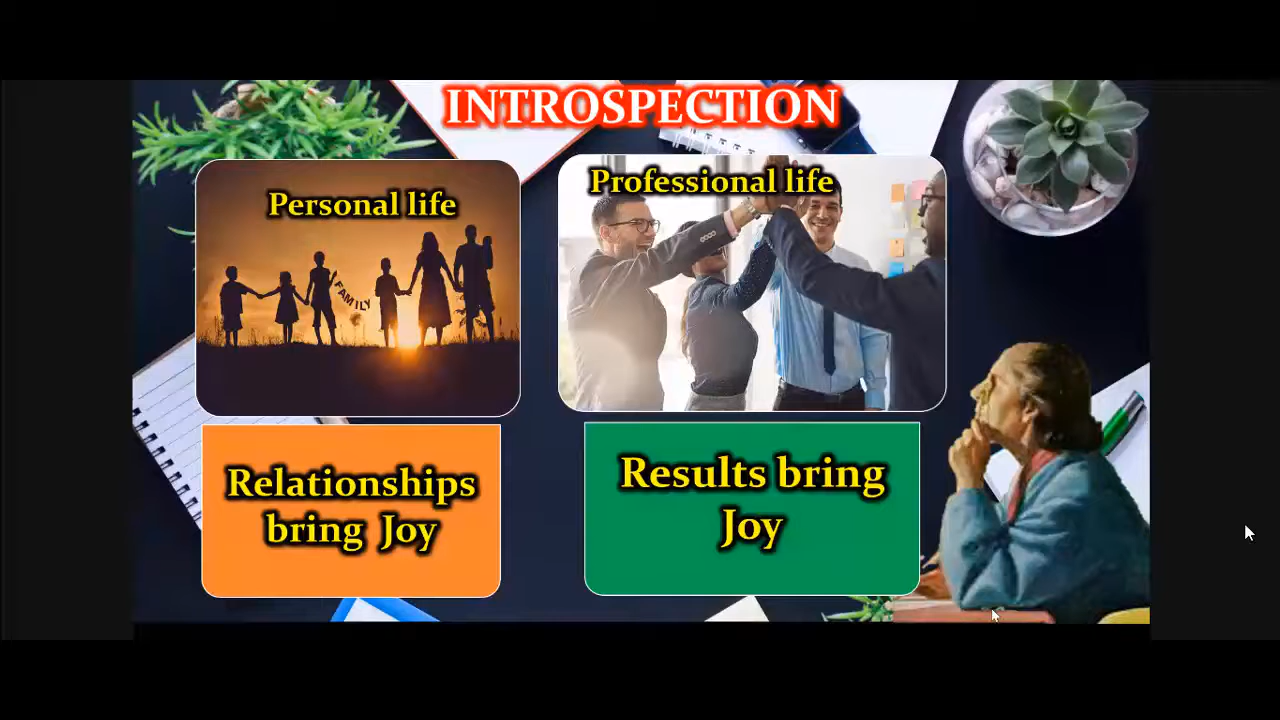 INTROSPECTION
Personal life
FAMILY
Relationships
bring Joy
Professional life
Results bring
Joy